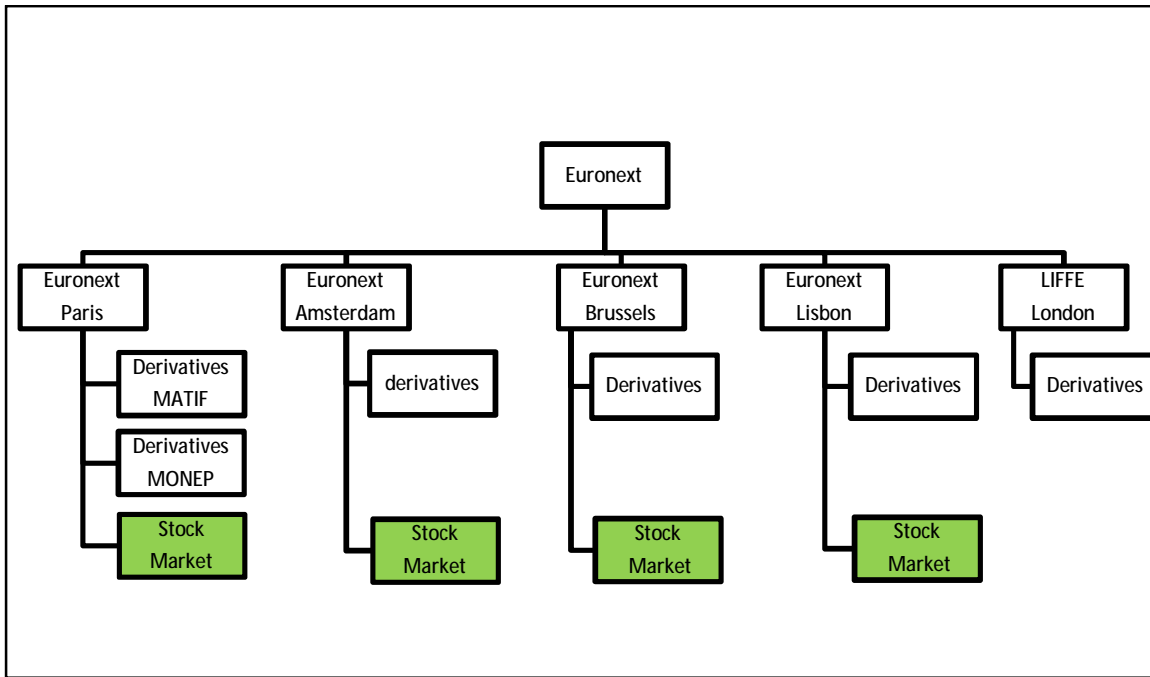 Euronext
Euronext
Paris
Euronext
Amsterdam
Euronext
Brussels
Euronext
Lisbon
LIFFE
London
Derivatives
MATIF
derivatives
Derivatives
Derivatives
Derivatives
Derivatives
MONEP
Stock
Market
Stock
Market
Stock
Market
Stock
Market